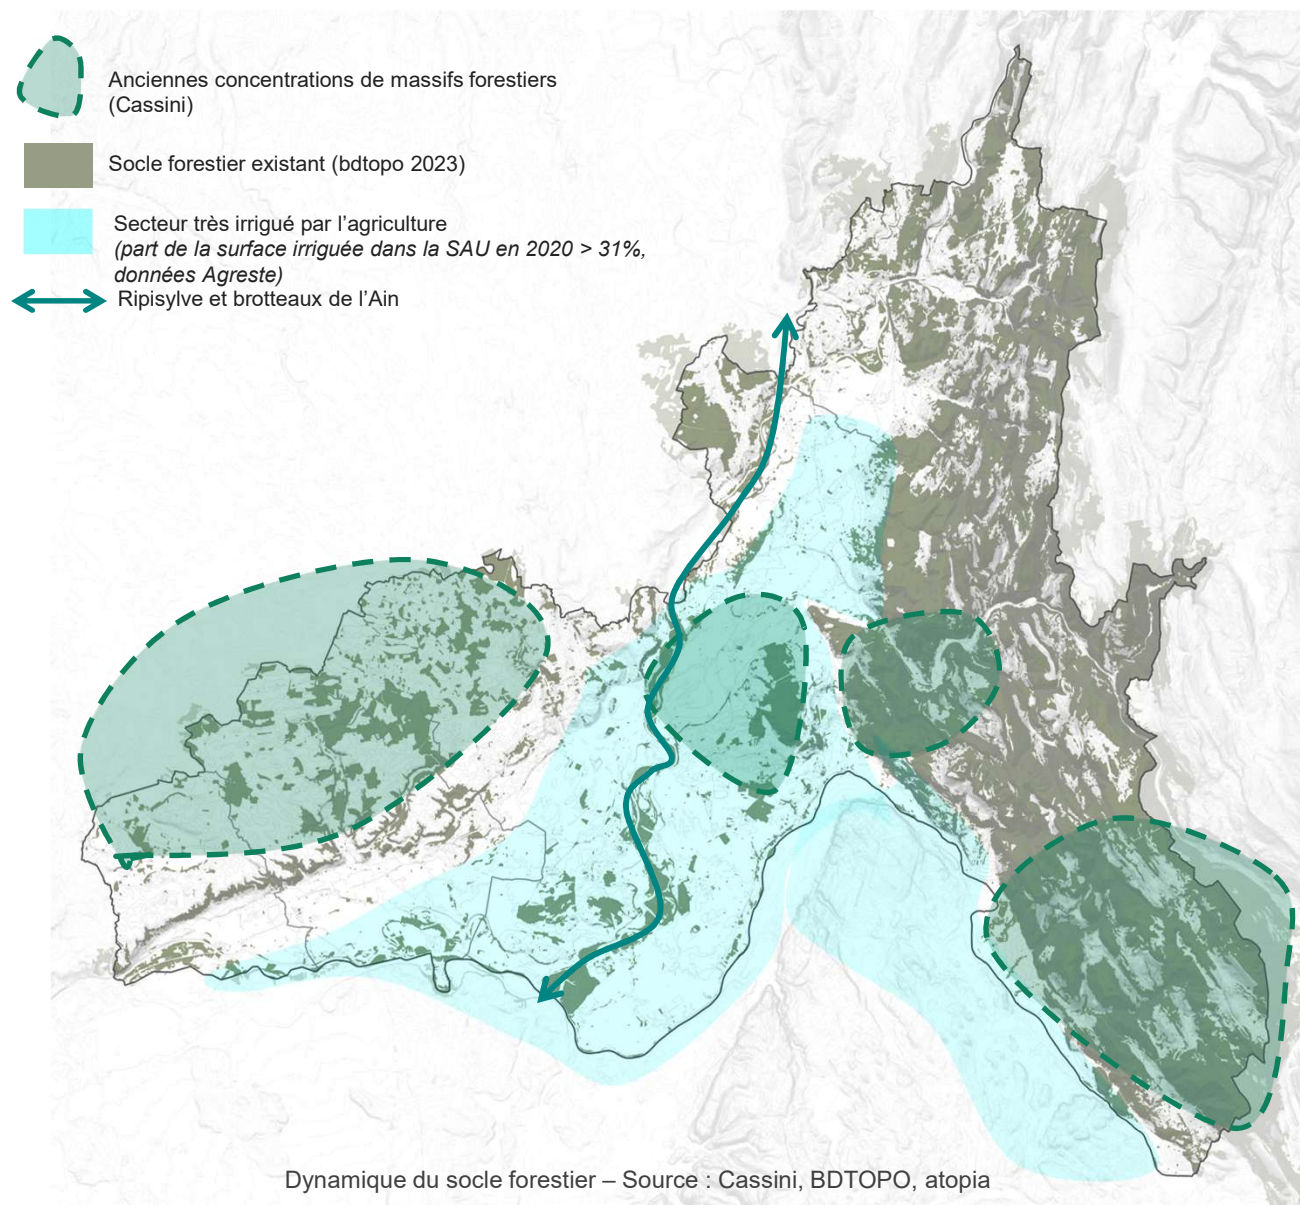 Anciennes concentrations de massifs forestiers
(Cassini)
Socle forestier existant (bdtopo 2023)
Secteur très irrigué par l’agriculture
(part de la surface irriguée dans la SAU en 2020 > 31%,
données Agreste)
Ripisylve et brotteaux de l’Ain
Dynamique du socle forestier – Source : Cassini, BDTOPO, atopia